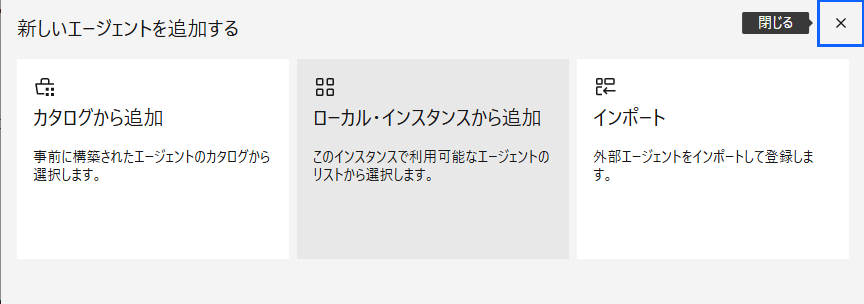 新しいエージェントを追加する
閉じる
カタログから追加
事前に構築されたエージェントのカタログから
選択します。
ローカル・インスタンスから追加
このインスタンスで利用可能なエージェントの
リストから選択します。
インポート
外部エージェントをインポートして登録しま
す。